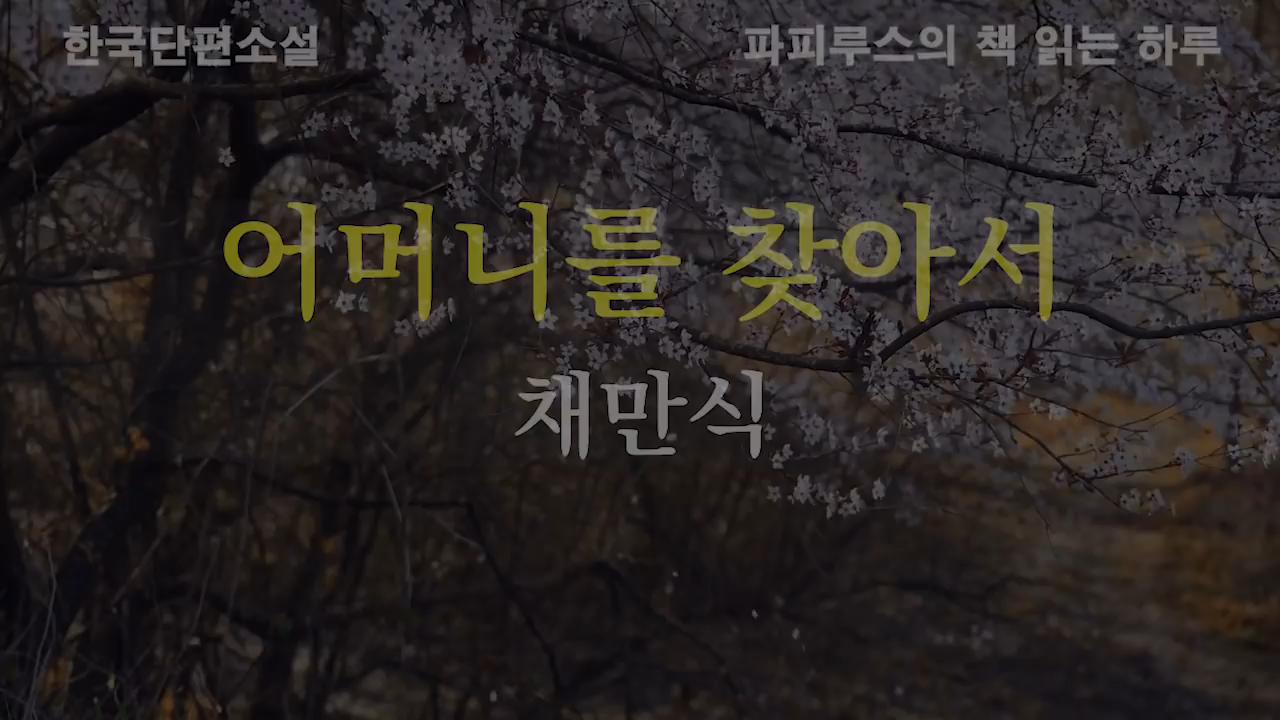 한국단편소설
파피루스의 책 읽는 하루
어머니를 찾아서
채만식